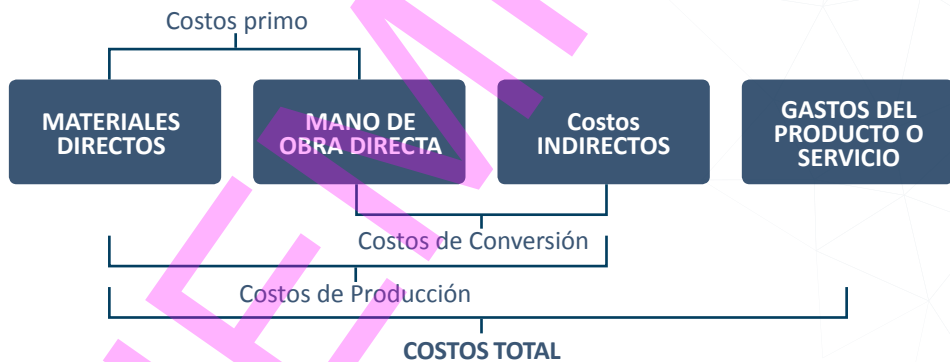 Costos primo
MATERIALES
DIRECTOS
MANO DE
OBRA DIRECTA
Costos
INDIRECTOS
GASTOS DEL
PRODUCTO O
SERVICIO
Costos de Conversión
Costos de Producción
COSTOS TOTAL